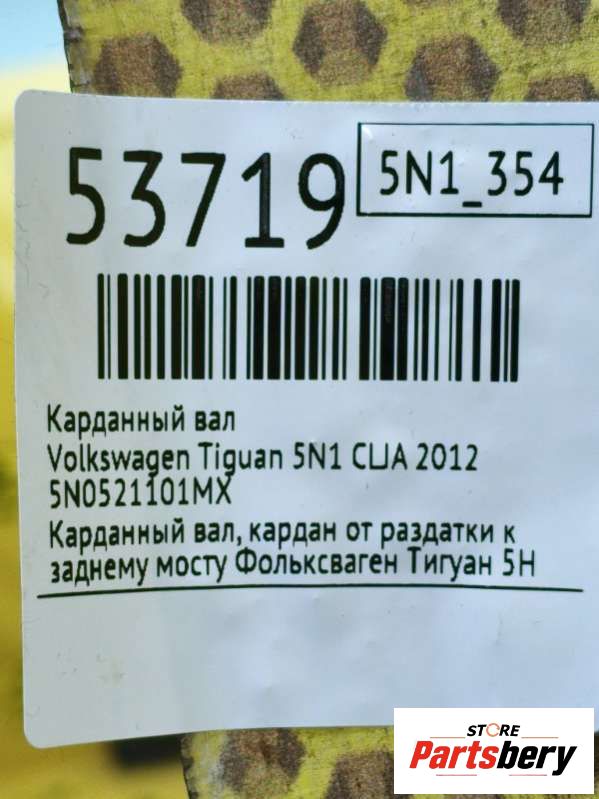 53719
5N1_354
Карданный вал
Volkswagen Tiguan 5N1 США 2012
5N0521101MX
Карданный вал, кардан от раздатки к
заднему мосту Фольксваген Тигуан 5Н
STORE
Partsbery